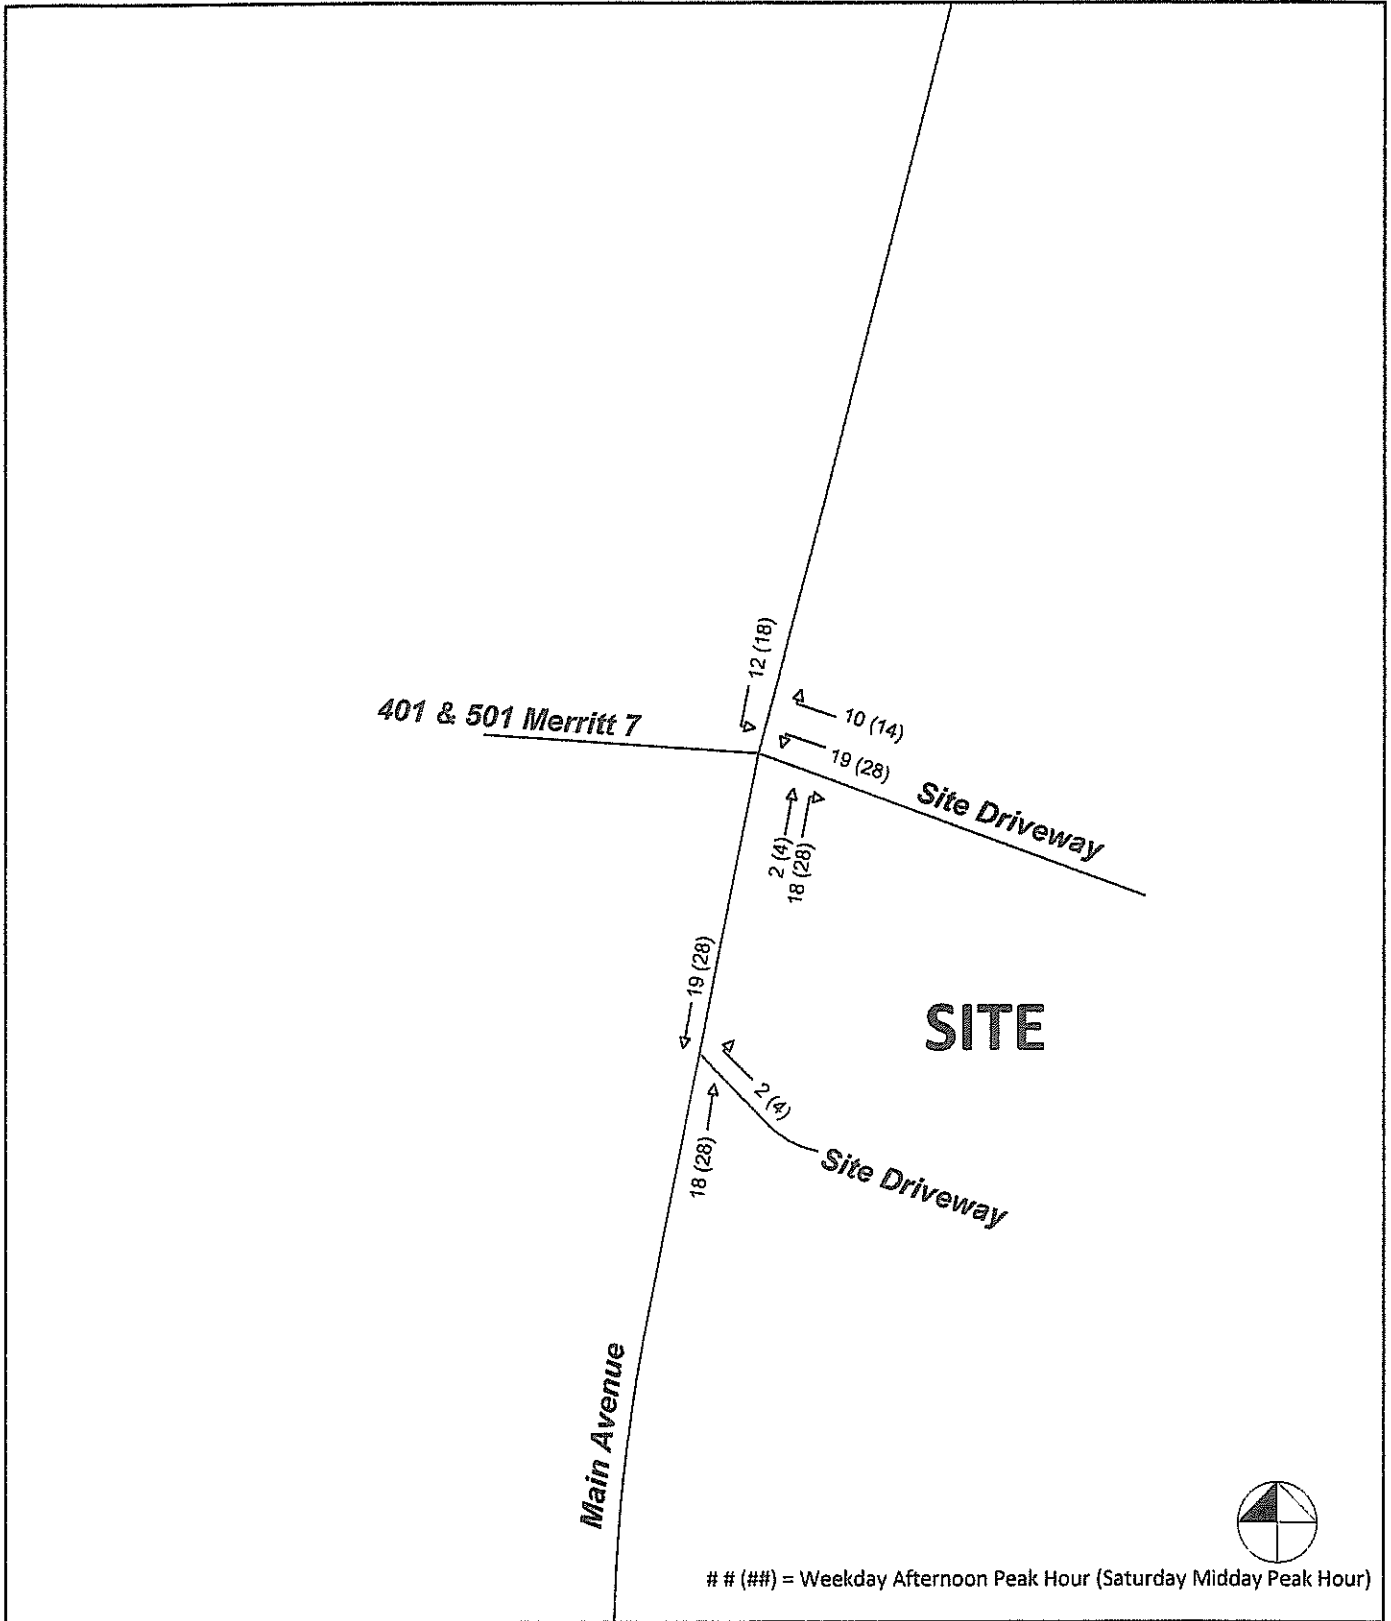 12 (18)
401 & 501 Merritt 7
10 (14)
19 (28)
Site Driveway
2 (4)
18 (28)
19 (28)
SITE
2 (4)
18 (28)
Site Driveway
Main Avenue
# # (##) = Weekday Afternoon Peak Hour (Saturday Midday Peak Hour)